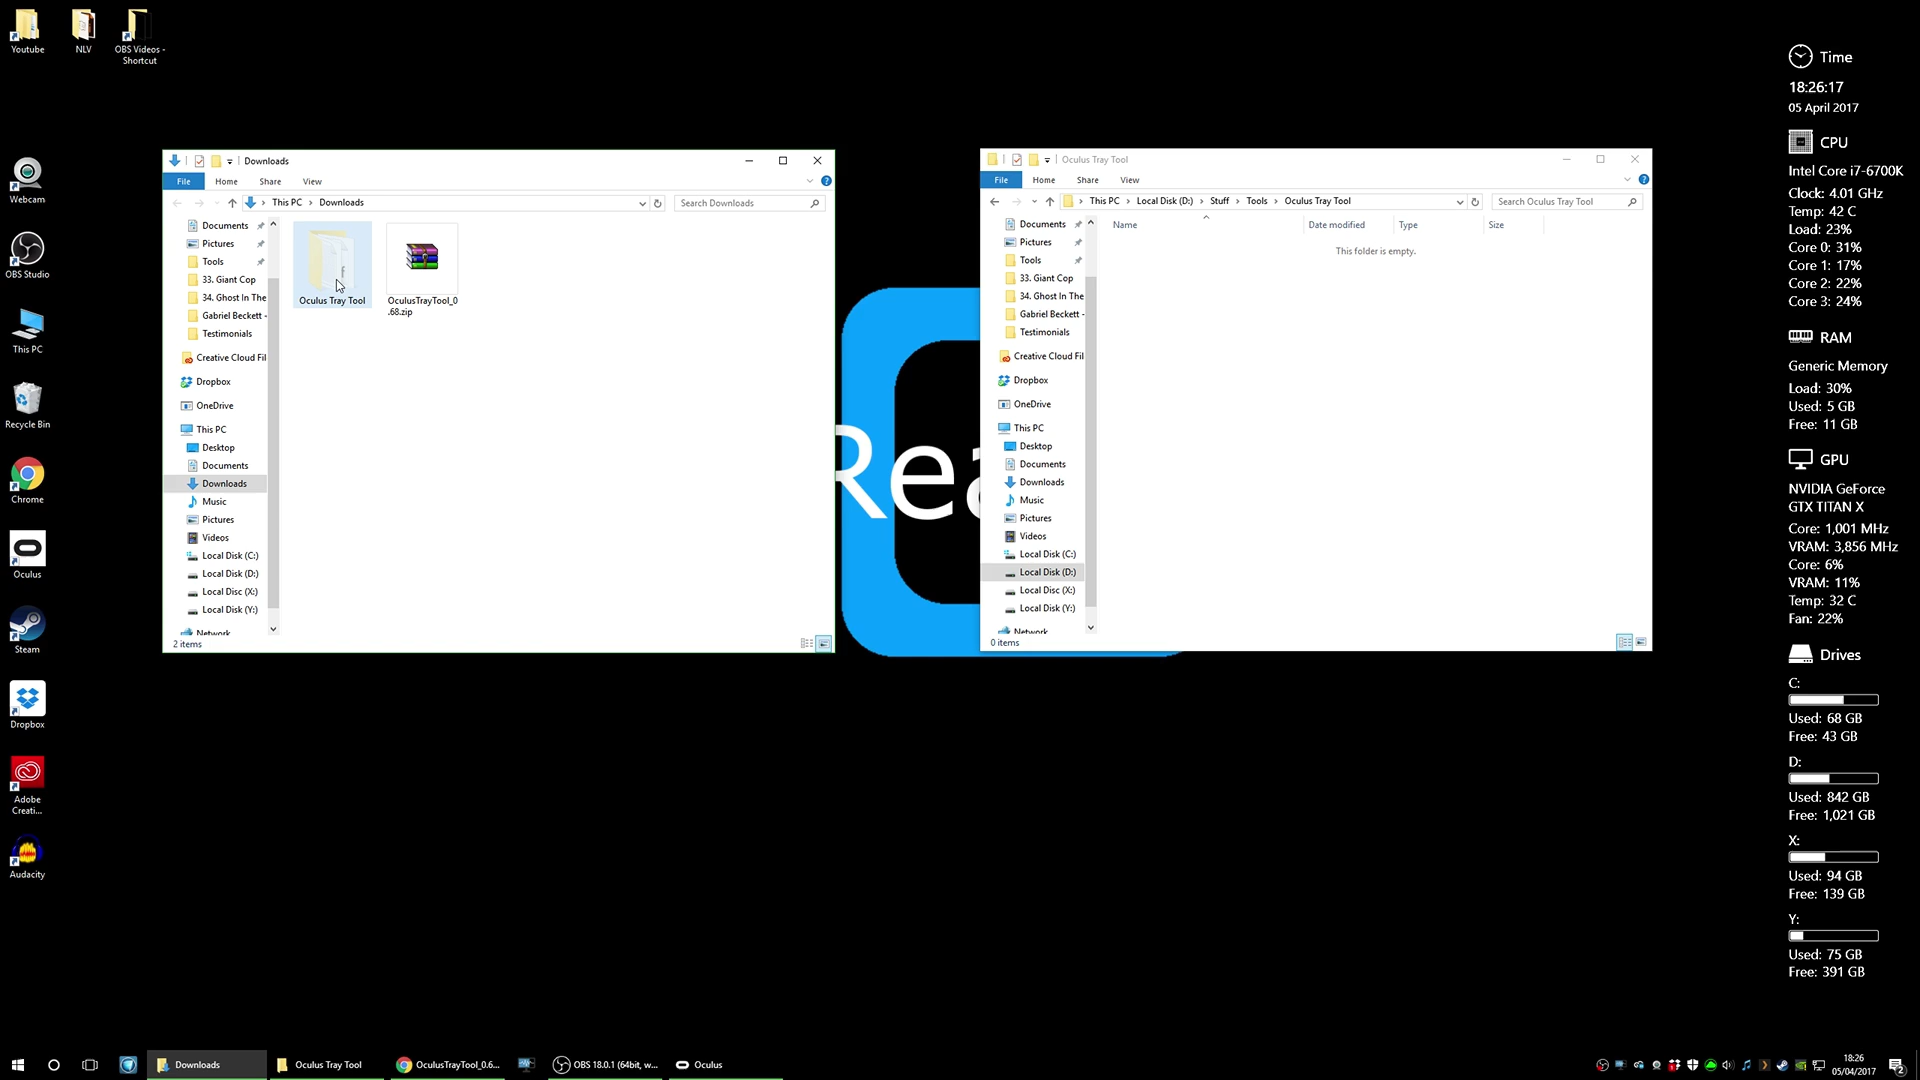 Youtube
NLV
OBS Videos -
Shortcut
Webcam
OBS Studio
This PC
Recycle Bin
Chrome
Oculus
Steam
Dropbox
Adobe
Creati...
Audacity
Downloads
File
Home
Share
View
This PC
Downloads
Search Downloads
Documents
Pictures
Tools
33. Giant Cop
34. Ghost In The
Gabriel Beckett -
Testimonials
Creative Cloud Fil
Dropbox
OneDrive
This PC
Desktop
Documents
Downloads
Music
Pictures
Videos
Local Disk (C:)
Local Disk (D:)
Local Disc (X:)
Local Disk (Y:)
Network
Oculus Tray Tool
OculusTrayTool_0
.68.zip
2 items
Rea
Oculus Tray Tool
File
Home
Share
View
This PC
Local Disk (D:)
Stuff
Tools
Oculus Tray Tool
Search Oculus Tray Tool
Documents
Pictures
Tools
33. Giant Cop
34. Ghost In The
Gabriel Beckett -
Testimonials
Creative Cloud Fil
Dropbox
OneDrive
This PC
Desktop
Documents
Downloads
Music
Pictures
Videos
Local Disk (C:)
Local Disk (D:)
Local Disc (X:)
Local Disk (Y:)
Network
Name
Date modified
Type
Size
This folder is empty.
0 items
Time
18:26:17
05 April 2017
CPU
Intel Core i7-6700K
Clock: 4.01 GHz
Temp: 42 C
Load: 23%
Core 0: 31%
Core 1: 17%
Core 2: 22%
Core 3: 24%
RAM
Generic Memory
Load: 30%
Used: 5 GB
Free: 11 GB
GPU
NVIDIA GeForce
GTX TITAN X
Core: 1,001 MHz
VRAM: 3,856 MHz
Core: 6%
VRAM: 11%
Temp: 32 C
Fan: 22%
Drives
C:
Used: 68 GB
Free: 43 GB
D:
Used: 842 GB
Free: 1,021 GB
X:
Used: 94 GB
Free: 139 GB
Y:
Used: 75 GB
Free: 391 GB
Downloads
Oculus Tray Tool
OculusTrayTool_0.6...
OBS 18.0.1 (64bit, w...
Oculus
18:26
05/04/2017
2